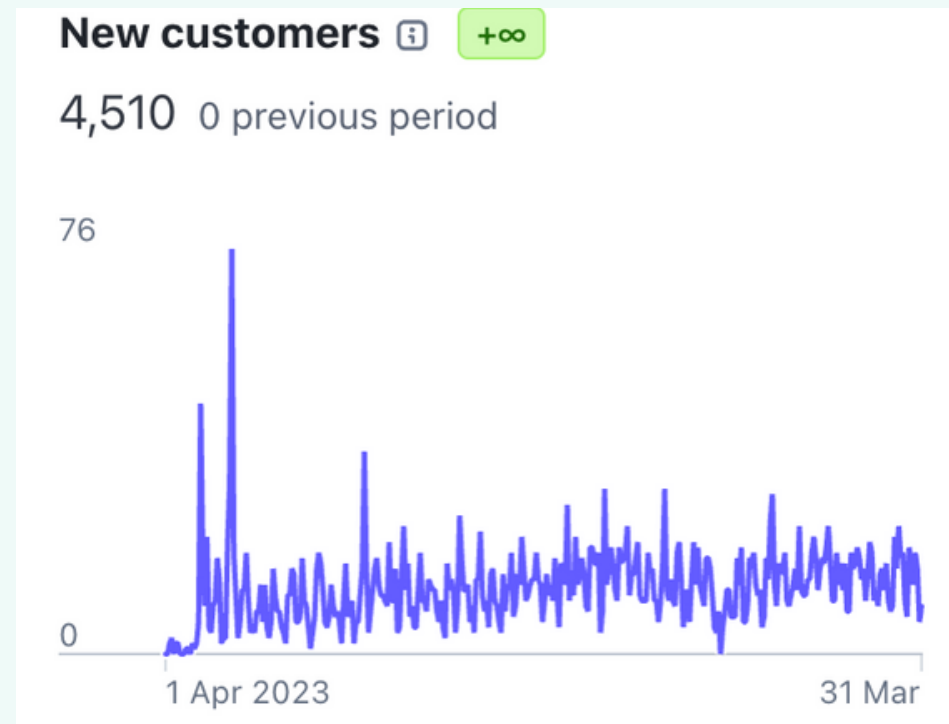 New customers +∞
4,510 0 previous period
76
0
1 Apr 2023 31 Mar